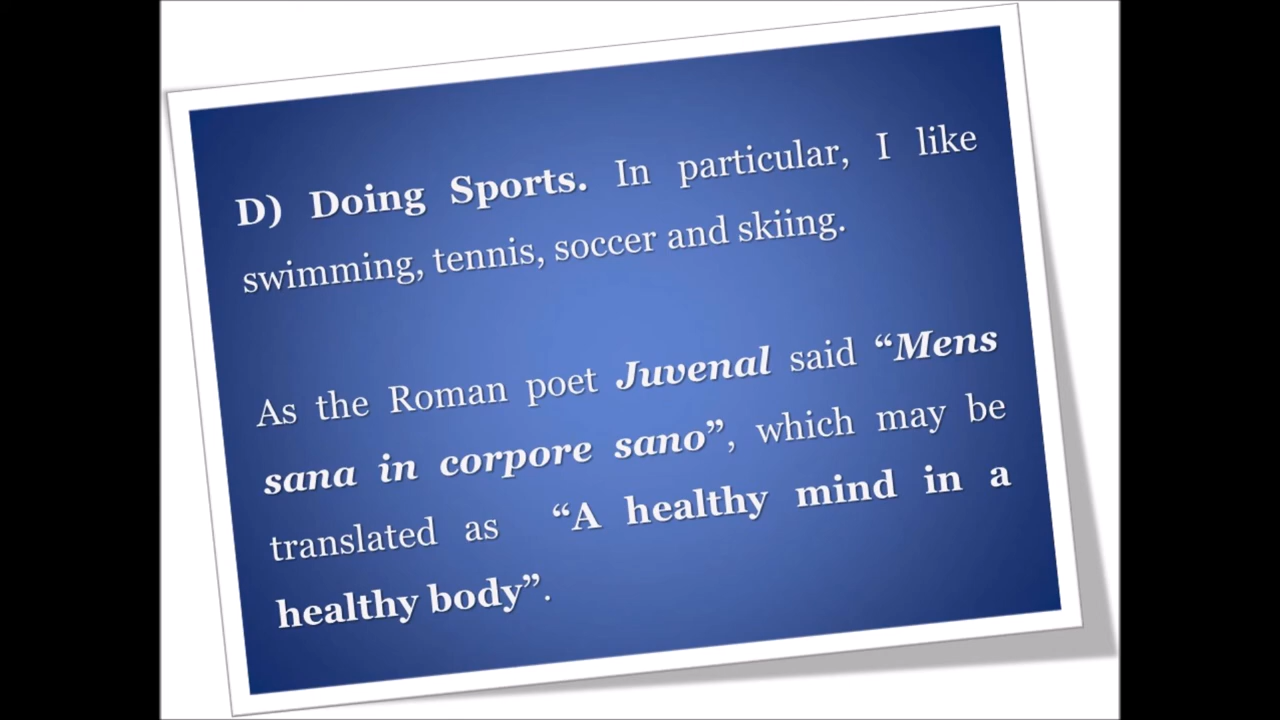 D) Doing Sports. In particular, I like
swimming, tennis, soccer and skiing.
As the Roman poet Juvenal said “Mens
sana in corpore sano”, which may be
translated as “A healthy mind in a
healthy body”.